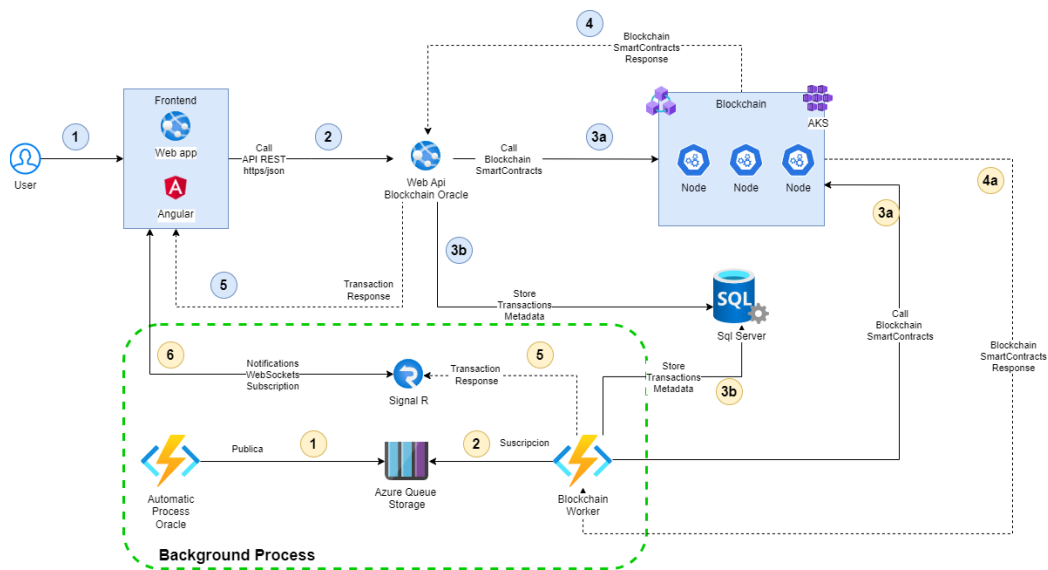 4
Blockchain
SmartContracts
Response
Frontend
Blockchain
AKS
1
2
3a
Web app
Call
API REST
https/json
Call
Blockchain
SmartContracts
User
Web Api
Blockchain Oracle
Node
Node
Node
4a
A
Angular
3a
3b
5
Transaction
Response
Store
Transactions
Metadata
SQL
Sql Server
Call
Blockchain
SmartContracts
6
Notifications
WebSockets
Subscription
Transaction
Response
5
Store
Transactions
Metadata
3b
Blockchain
SmartContracts
Response
Signal R
Publica
1
2
Suscripcion
Automatic
Process
Oracle
Azure Queue
Storage
Blockchain
Worker
Background Process